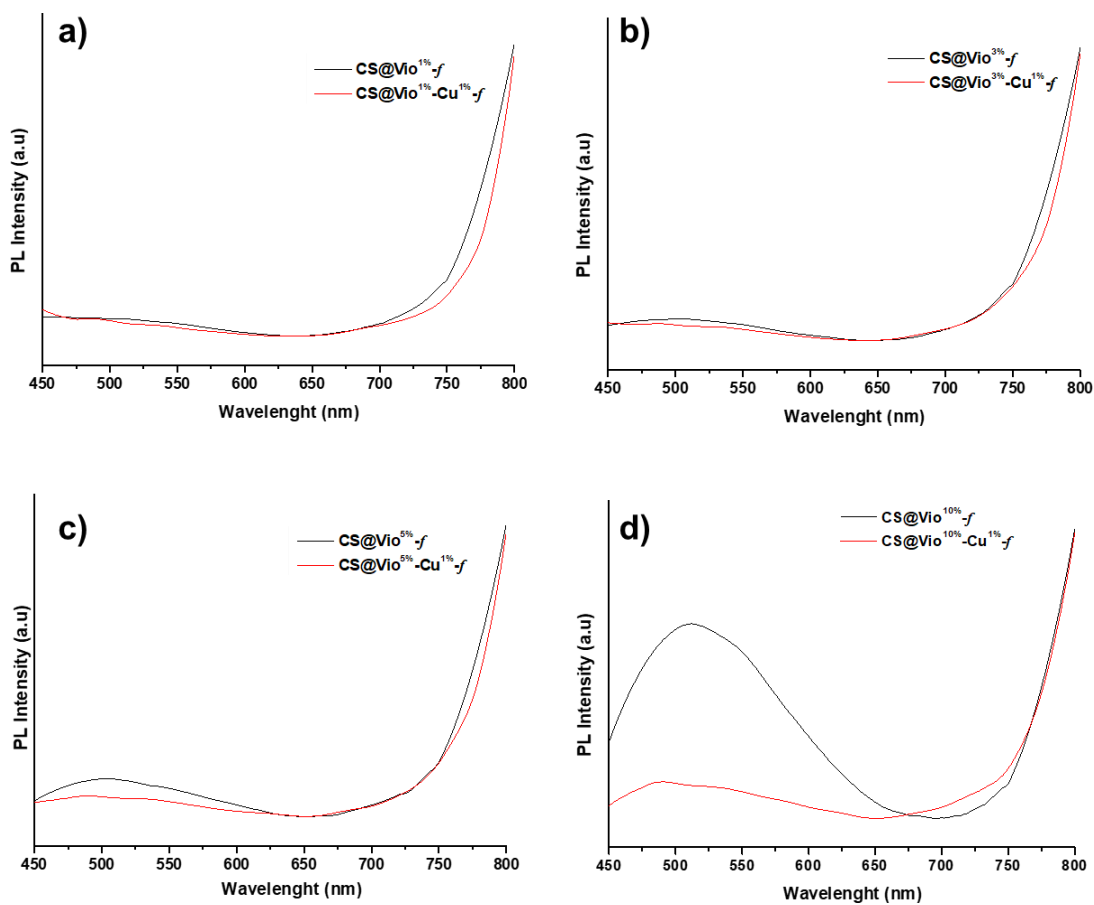 a)
CS@Vio1%-f
CS@Vio1%-Cu1%-f
PL Intensity (a.u)
450 500 550 600 650 700 750 800
Wavelenght (nm)
b)
CS@Vio3%-f
CS@Vio3%-Cu1%-f
PL Intensity (a.u)
450 500 550 600 650 700 750 800
Wavelenght (nm)
c)
CS@Vio5%-f
CS@Vio5%-Cu1%-f
PL Intensity (a.u)
450 500 550 600 650 700 750 800
Wavelenght (nm)
d)
CS@Vio10%-f
CS@Vio10%-Cu1%-f
PL Intensity (a.u)
450 500 550 600 650 700 750 800
Wavelenght (nm)